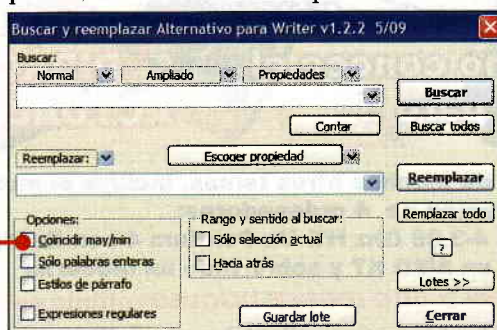 Buscar y reemplazar Alternativo para Writer v1.2.2 5/09
Buscar:
Normal Ampliado Propiedades
Buscar
Contar Buscar todos
Reemplazar: Escoger propiedad
Reemplazar
Opciones: Rango y sentido al buscar: Remplazar todo
Coincidir may/min Sólo selección actual
Sólo palabras enteras Hacia atrás ?
Estilos de párrafo Lotes >>
Expresiones regulares Guardar lote Cerrar